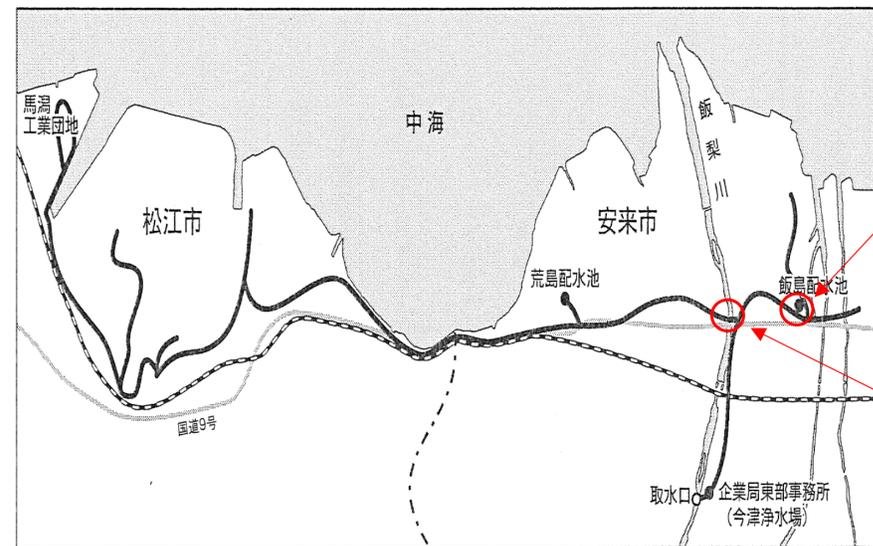 馬潟
工業団地
中海
飯梨川
松江市
安来市
荒島配水池
飯島配水池
国道9号
取水口
企業局東部事務所
（今津浄水場）